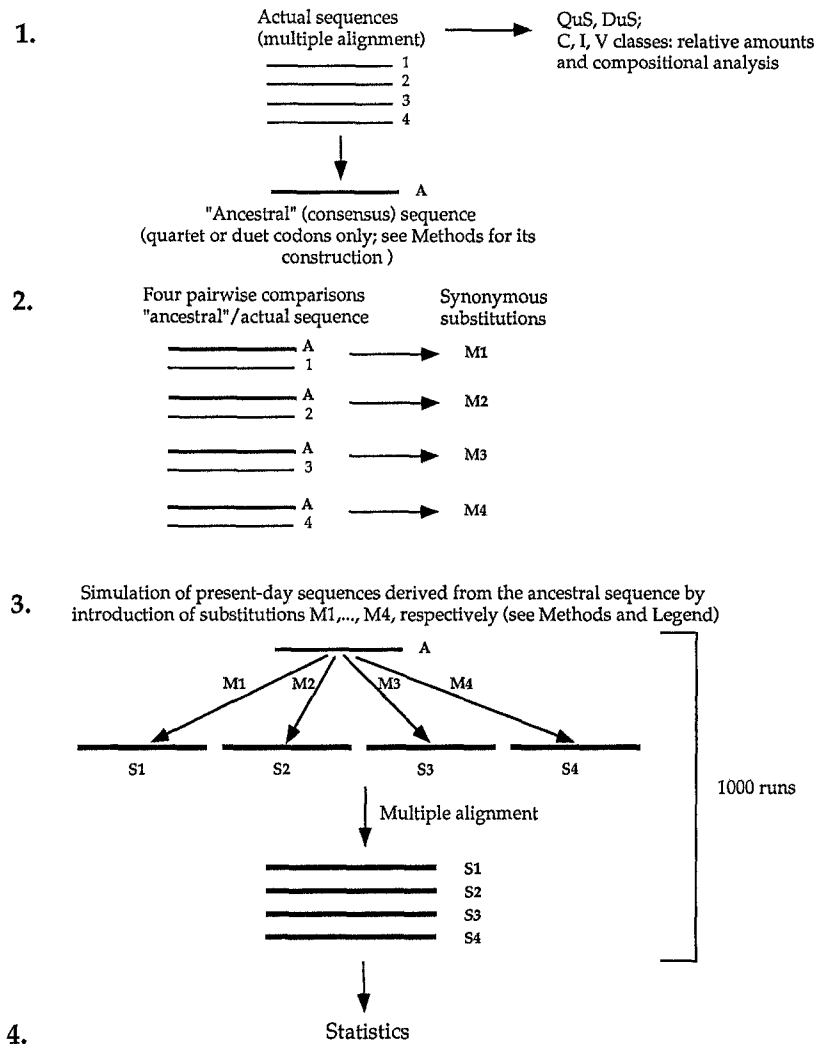 1.
Actual sequences
(multiple alignment)
QuS, DuS;
C, I, V classes: relative amounts
and compositional analysis
1
2
3
4
A
"Ancestral" (consensus) sequence
(quartet or duet codons only; see Methods for its
construction )
2.
Four pairwise comparisons
"ancestral"/actual sequence
Synonymous
substitutions
A
1
M1
A
2
M2
A
3
M3
A
4
M4
3.
Simulation of present-day sequences derived from the ancestral sequence by
introduction of substitutions M1,..., M4, respectively (see Methods and Legend)
A
M1
M2
M3
M4
S1
S2
S3
S4
1000 runs
Multiple alignment
S1
S2
S3
S4
4.
Statistics